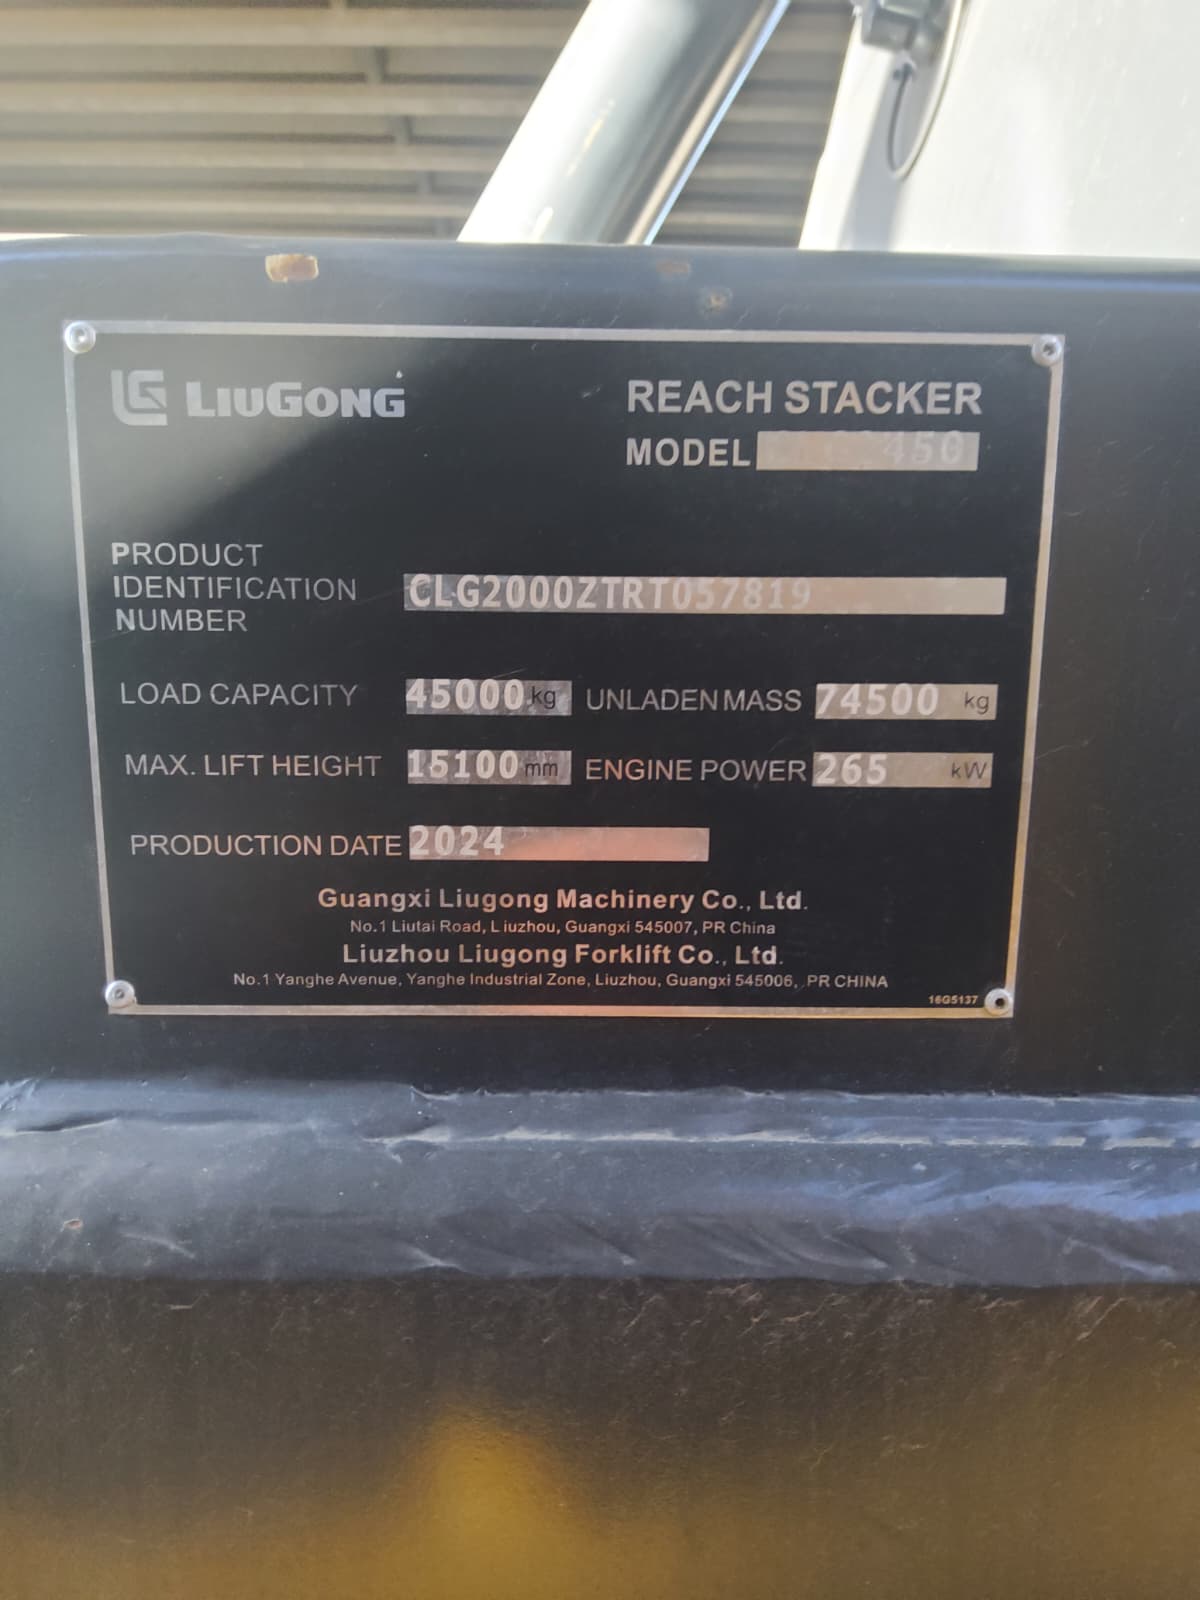 LG LIUGONG
REACH STACKER
MODEL 450
PRODUCT
IDENTIFICATION
NUMBER
CLG2000ZTRT057819
LOAD CAPACITY 45000 kg UNLADEN MASS 74500 kg
MAX. LIFT HEIGHT 15100 mm ENGINE POWER 265 kW
PRODUCTION DATE 2024
Guangxi Liugong Machinery Co., Ltd.
No.1 Liutai Road, Liuzhou, Guangxi 545007, PR China
Liuzhou Liugong Forklift Co., Ltd.
No.1 Yanghe Avenue, Yanghe Industrial Zone, Liuzhou, Guangxi 545006, PR CHINA
16G5137